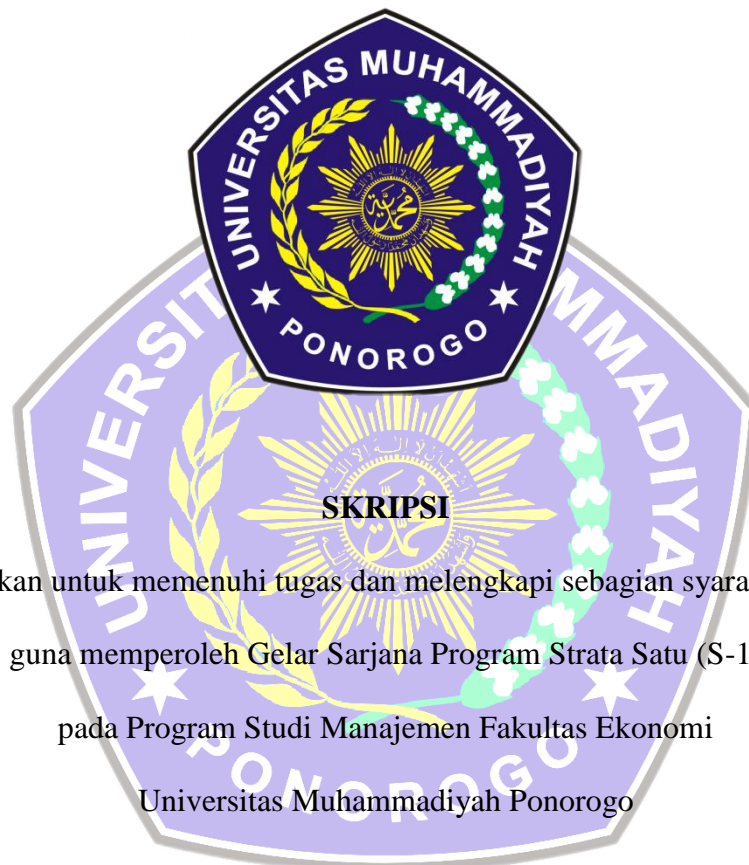 UNIVERSITAS MUHAMMADIYAH
PONOROGO
محمد
SKRIPSI
kan untuk memenuhi tugas dan melengkapi sebagian syara
guna memperoleh Gelar Sarjana Program Strata Satu (S-1
pada Program Studi Manajemen Fakultas Ekonomi
Universitas Muhammadiyah Ponorogo